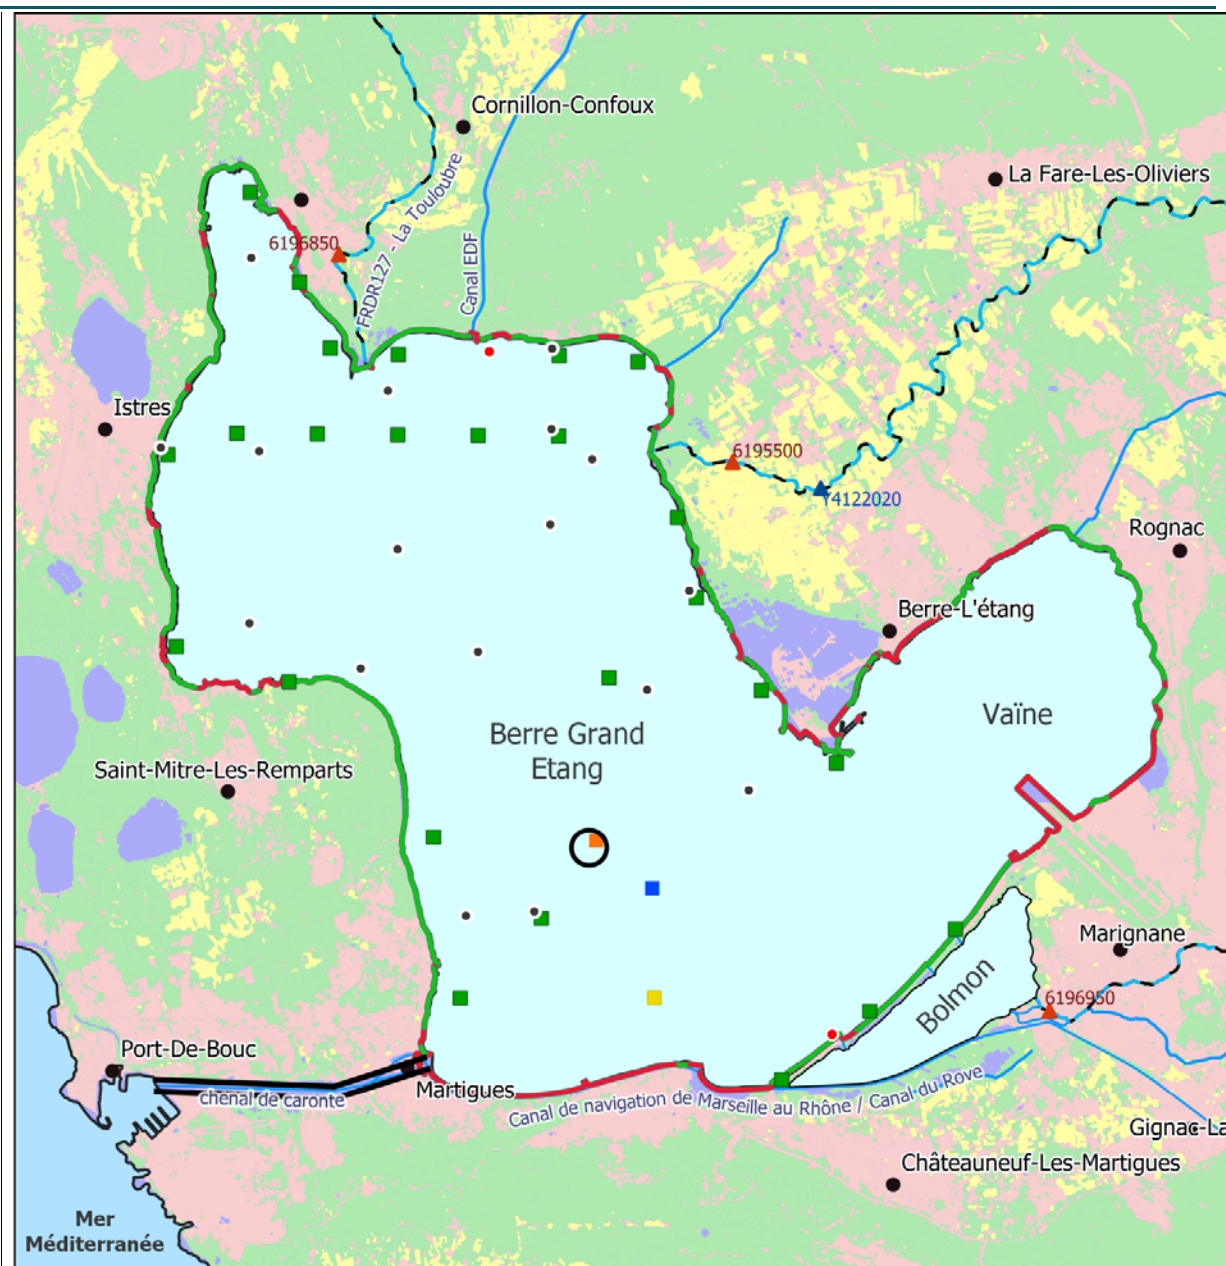 Cornillon-Confoux
La Fare-Les-Oliviers
6196850
FRDR127 - La Touloubre
Canal EDF
Istres
6195500
Y4122020
Rognac
Berre-L'étang
Vaïne
Berre Grand
Etang
Saint-Mitre-Les-Remparts
Marignane
Bolmon
6196950
Port-De-Bouc
chenal de caronte
Martigues
Canal de navigation de Marseille au Rhône / Canal du Rove
Gignac-La
Châteauneuf-Les-Martigues
Mer
Méditerranée